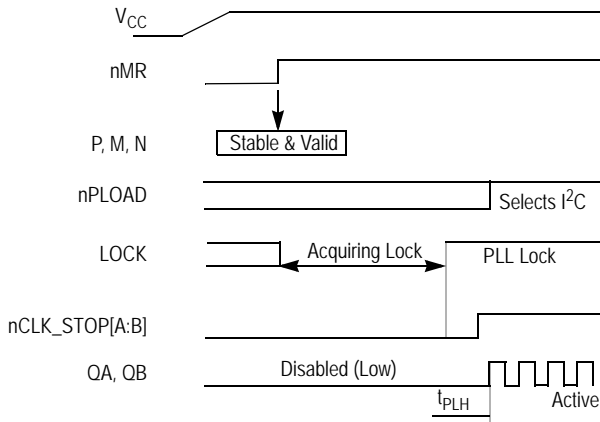 VCC
nMR
P, M, N
Stable & Valid
nPLOAD
Selects I²C
LOCK
Acquiring Lock
PLL Lock
nCLK_STOP[A:B]
QA, QB
Disabled (Low)
Active
tPLH